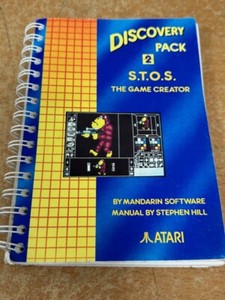 DISCOVERY
PACK
2
S.T.O.S.
THE GAME CREATOR
BY MANDARIN SOFTWARE
MANUAL BY STEPHEN HILL
ATARI